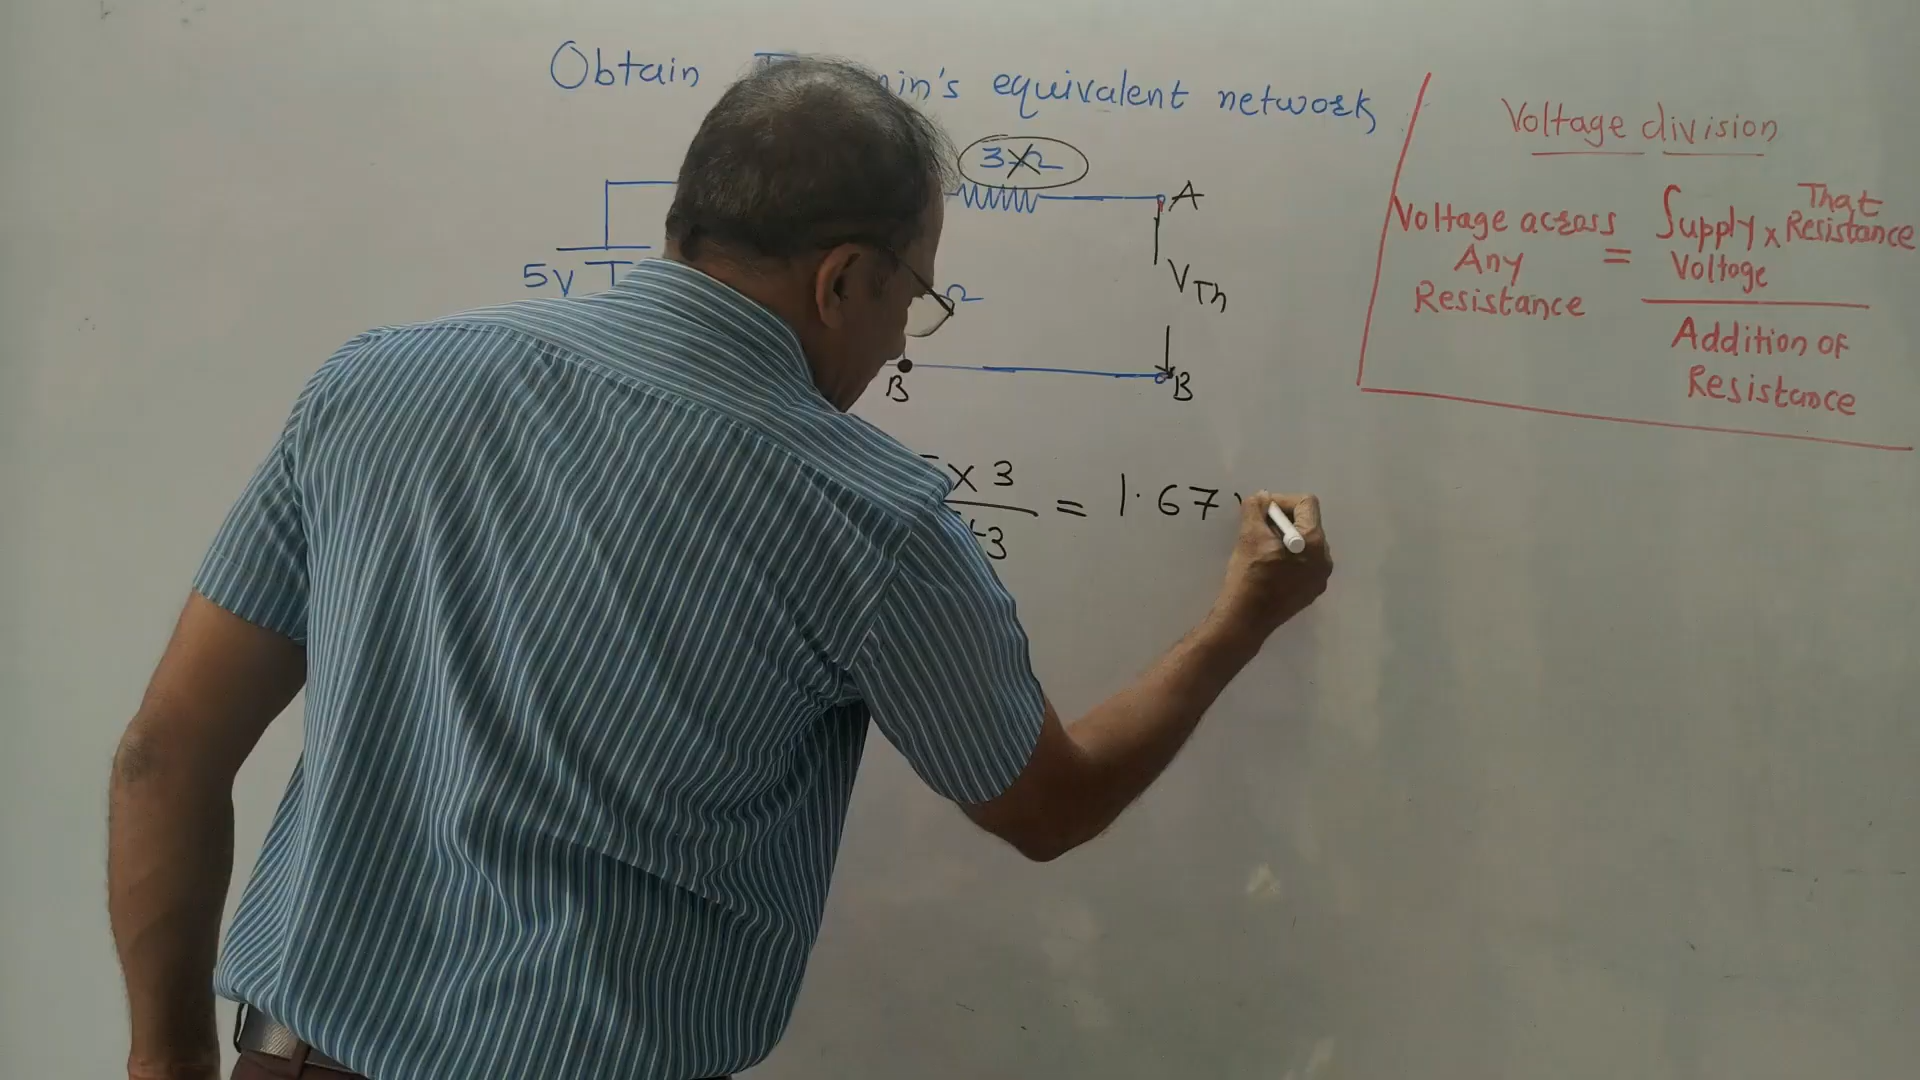 Obtain nin's equivalent network
3Ω
A
5V
Ω
VTh
B
B
x 3
+3
= 1.67
Voltage division
Voltage across Any Resistance
=
Supply Voltage x That Resistance
Addition of Resistance